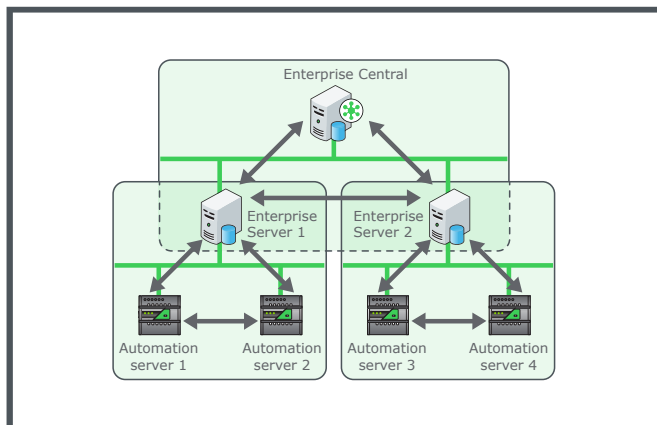 Enterprise Central
Enterprise
Server 1
Enterprise
Server 2
Automation
server 1
Automation
server 2
Automation
server 3
Automation
server 4